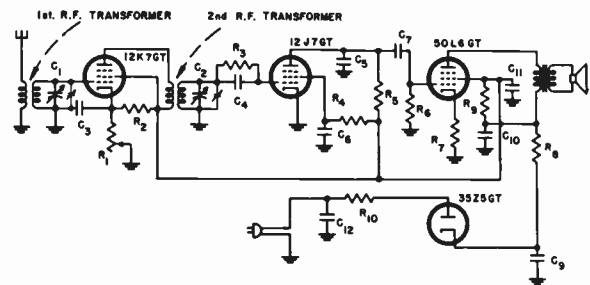 1st. R.F. TRANSFORMER
2nd R.F. TRANSFORMER
12K7GT
12J7GT
50L6GT
C1
C2
R3
C4
C5
C7
C11
C3
R2
R1
R4
C6
R5
R6
R7
R9
C10
R8
35Z5GT
R10
C12
C9